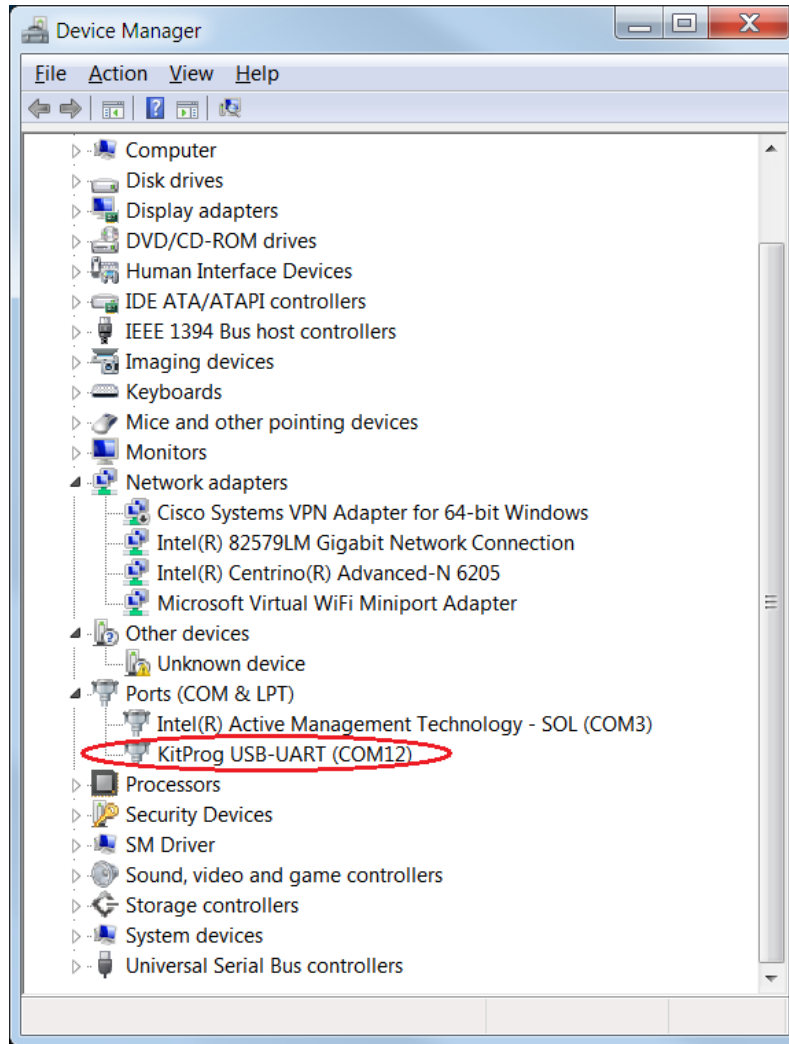 Device Manager
File Action View Help
Computer
Disk drives
Display adapters
DVD/CD-ROM drives
Human Interface Devices
IDE ATA/ATAPI controllers
IEEE 1394 Bus host controllers
Imaging devices
Keyboards
Mice and other pointing devices
Monitors
Network adapters
Cisco Systems VPN Adapter for 64-bit Windows
Intel(R) 82579LM Gigabit Network Connection
Intel(R) Centrino(R) Advanced-N 6205
Microsoft Virtual WiFi Miniport Adapter
Other devices
Unknown device
Ports (COM & LPT)
Intel(R) Active Management Technology - SOL (COM3)
KitProg USB-UART (COM12)
Processors
Security Devices
SM Driver
Sound, video and game controllers
Storage controllers
System devices
Universal Serial Bus controllers